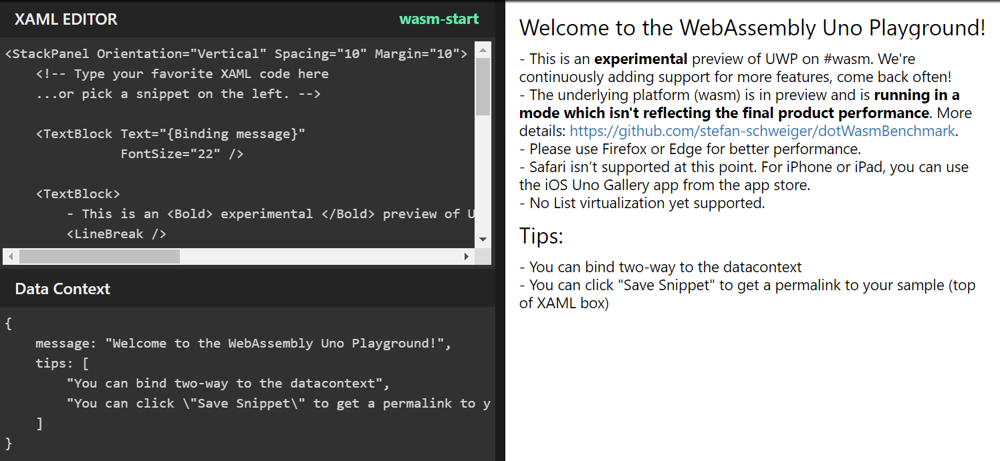 XAML EDITOR
wasm-start
<StackPanel Orientation="Vertical" Spacing="10" Margin="10">
<!-- Type your favorite XAML code here
...or pick a snippet on the left. -->
<TextBlock Text="{Binding message}"
FontSize="22" />
<TextBlock>
- This is an <Bold> experimental </Bold> preview of U
<LineBreak />
Data Context
{
message: "Welcome to the WebAssembly Uno Playground!",
tips: [
"You can bind two-way to the datacontext",
"You can click \"Save Snippet\" to get a permalink to y
]
}
Welcome to the WebAssembly Uno Playground!
- This is an experimental preview of UWP on #wasm. We're
continuously adding support for more features, come back often!
- The underlying platform (wasm) is in preview and is running in a
mode which isn't reflecting the final product performance. More
details: https://github.com/stefan-schweiger/dotWasmBenchmark.
- Please use Firefox or Edge for better performance.
- Safari isn’t supported at this point. For iPhone or iPad, you can use
the iOS Uno Gallery app from the app store.
- No List virtualization yet supported.
Tips:
- You can bind two-way to the datacontext
- You can click "Save Snippet" to get a permalink to your sample (top
of XAML box)